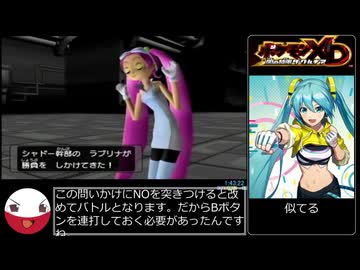 ポケモンXD
闇の旋風ダーク・ルギア
シャドー幹部の ラブリナが
勝負を しかけてきた!
1:43:22
この問いかけにNOを突きつけると改
めてバトルとなります。だからBボタ
ンを連打しておく必要があったんです
ね
似てる